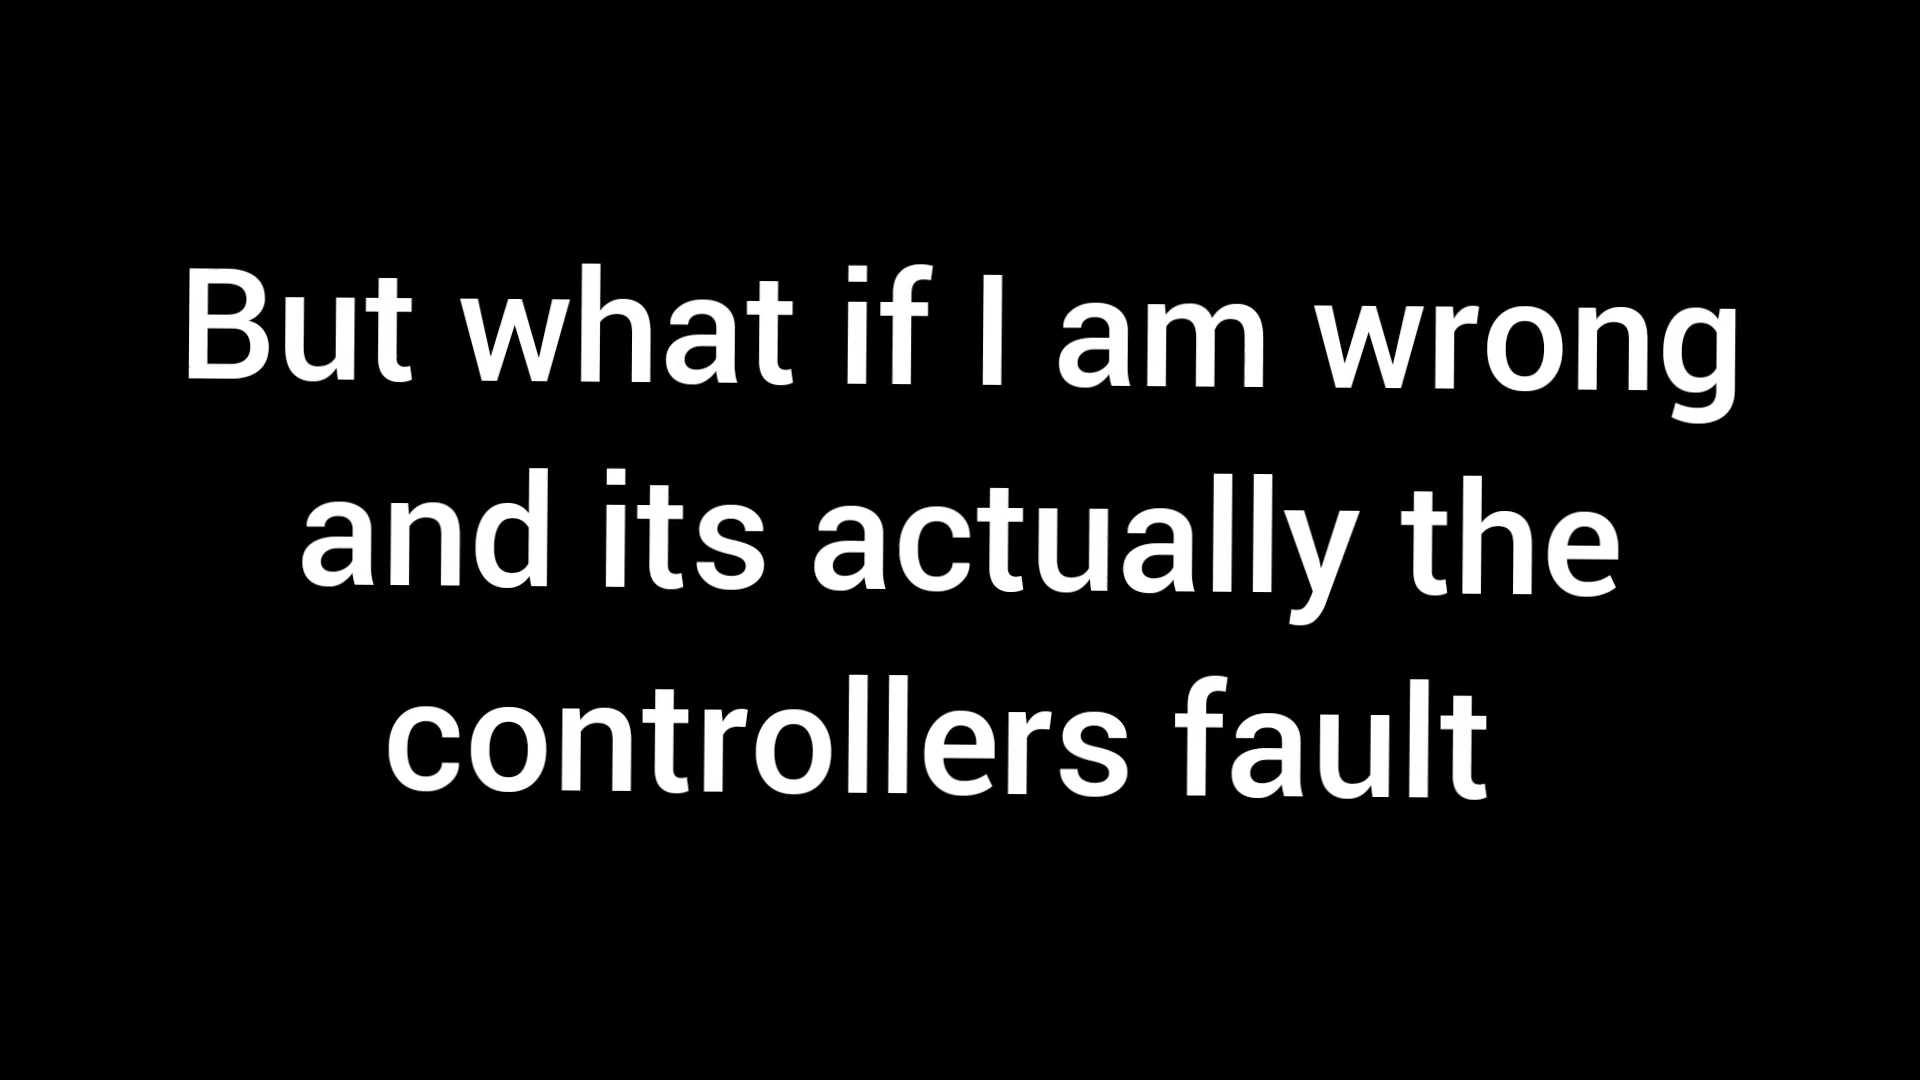 But what if I am wrong
and its actually the
controllers fault